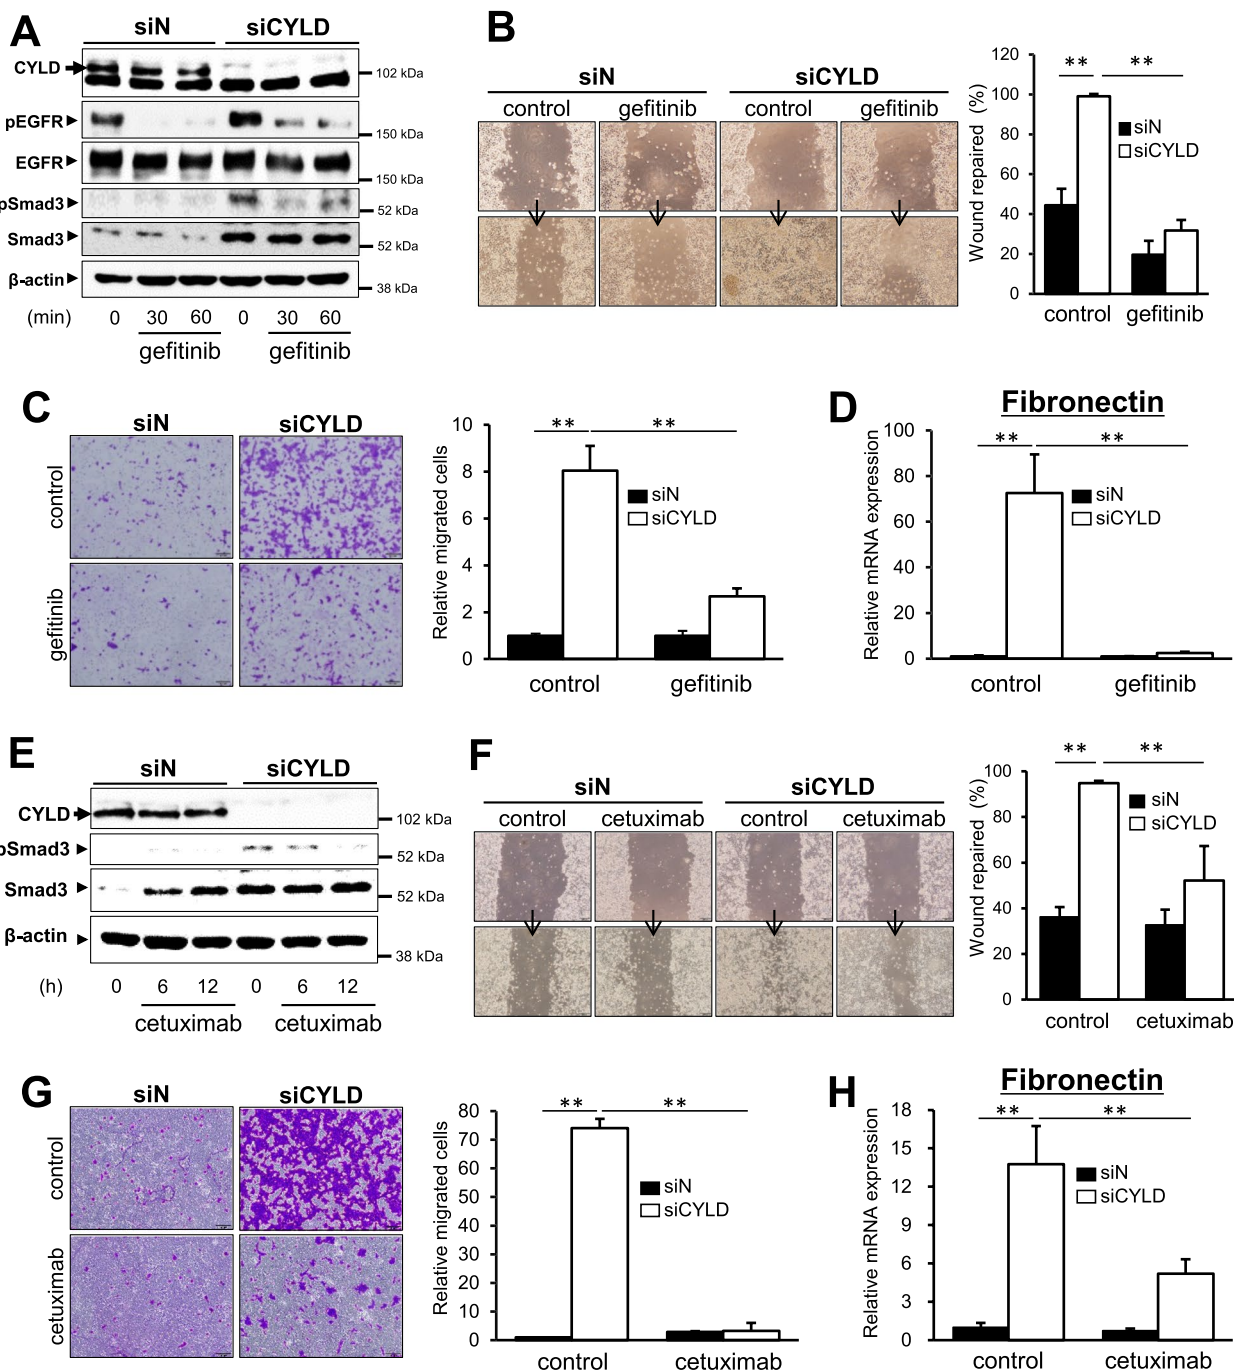 A
siN
siCYLD
CYLD
102 kDa
pEGFR
150 kDa
EGFR
150 kDa
pSmad3
52 kDa
Smad3
52 kDa
β-actin
38 kDa
(min)
0
30
60
0
30
60
gefitinib
gefitinib
B
siN
siCYLD
control
gefitinib
control
gefitinib
Wound repaired (%)
120
100
80
60
40
20
0
**
**
siN
siCYLD
control
gefitinib
C
siN
siCYLD
control
gefitinib
Relative migrated cells
10
8
6
4
2
0
**
**
siN
siCYLD
control
gefitinib
D
Fibronectin
Relative mRNA expression
100
80
60
40
20
0
**
**
siN
siCYLD
control
gefitinib
E
siN
siCYLD
CYLD
102 kDa
pSmad3
52 kDa
Smad3
52 kDa
β-actin
38 kDa
(h)
0
6
12
0
6
12
cetuximab
cetuximab
F
siN
siCYLD
control
cetuximab
control
cetuximab
Wound repaired (%)
100
80
60
40
20
0
**
**
siN
siCYLD
control
cetuximab
G
siN
siCYLD
control
cetuximab
Relative migrated cells
80
70
60
50
40
30
20
10
0
**
**
siN
siCYLD
control
cetuximab
H
Fibronectin
Relative mRNA expression
18
15
12
9
6
3
0
**
**
siN
siCYLD
control
cetuximab